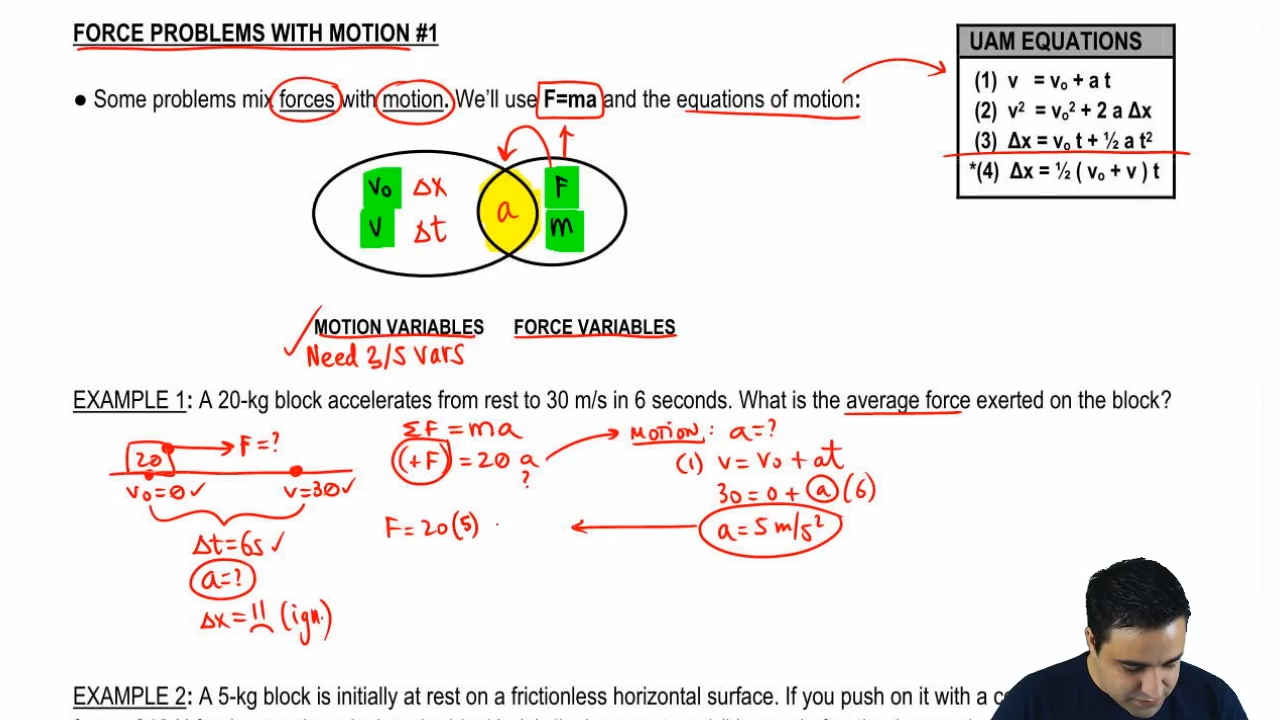 FORCE PROBLEMS WITH MOTION #1
● Some problems mix forces with motion. We'll use F=ma and the equations of motion:
UAM EQUATIONS
(1) v = v₀ + a t
(2) v² = v₀² + 2 a Δx
(3) Δx = v₀ t + ½ a t²
*(4) Δx = ½ ( v₀ + v ) t
v₀ Δx a F
v Δt m
MOTION VARIABLES FORCE VARIABLES
Need 3/5 vars
EXAMPLE 1: A 20-kg block accelerates from rest to 30 m/s in 6 seconds. What is the average force exerted on the block?
20 F=?
v₀=0✓ v=30✓
Δt=6s ✓
a=?
Δx= (ign.)
ΣF = ma
(+F) = 20 a
?
F=20(5)
MOTION: a=?
(1) v=v₀+at
30=0+a(6)
a=5m/s²
EXAMPLE 2: A 5-kg block is initially at rest on a frictionless horizontal surface. If you push on it with a